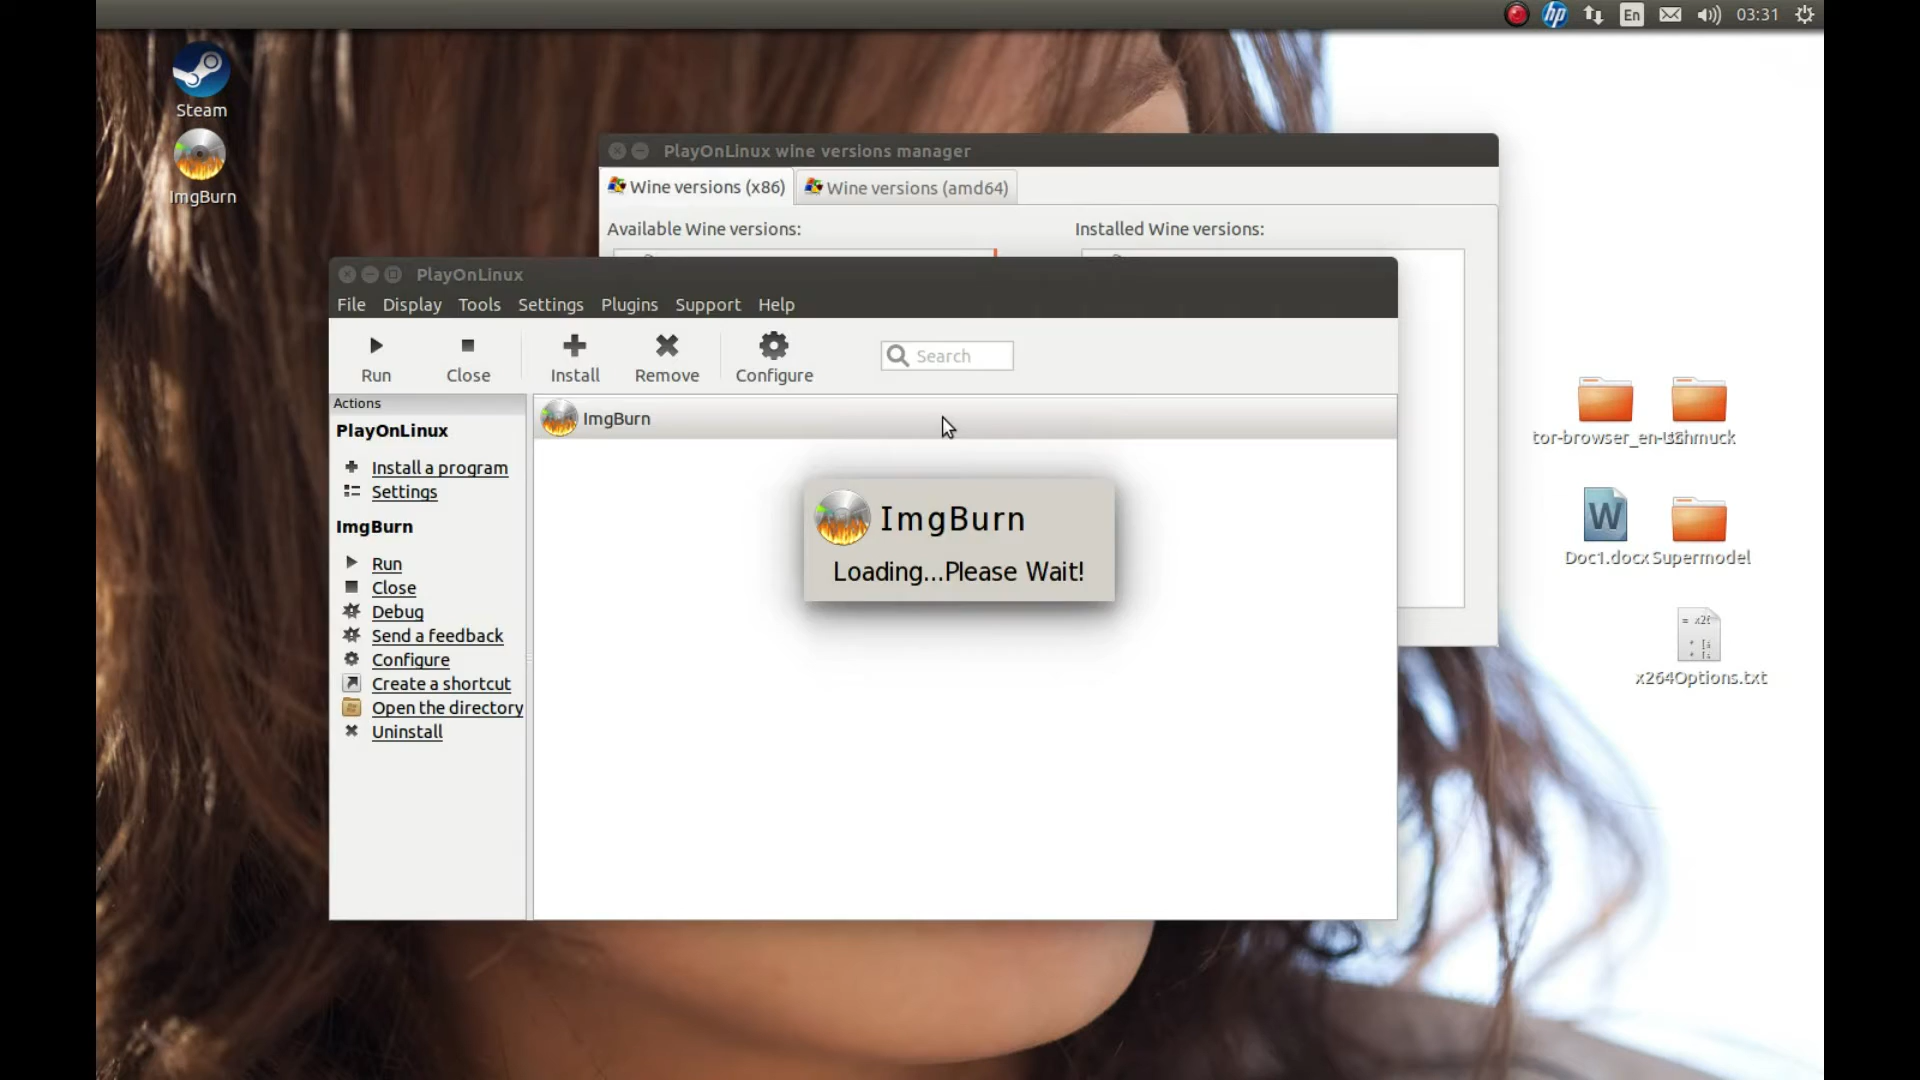 En
03:31
Steam
ImgBurn
PlayOnLinux wine versions manager
Wine versions (x86)
Wine versions (amd64)
Available Wine versions:
Installed Wine versions:
PlayOnLinux
File Display Tools Settings Plugins Support Help
Run
Close
Install
Remove
Configure
Search
Actions
PlayOnLinux
Install a program
Settings
ImgBurn
Run
Close
Debug
Send a feedback
Configure
Create a shortcut
Open the directory
Uninstall
ImgBurn
ImgBurn
Loading...Please Wait!
W
Doc1.docx
Supermodel
x264Options.txt
hp